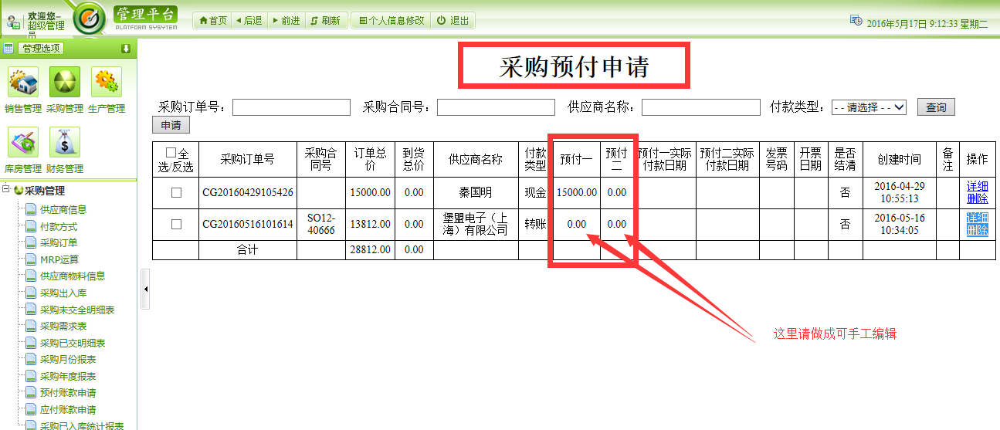 欢迎您–
超级管理
员
管理平台
PLATFORM SYSYTEM
首页 后退 前进 刷新 个人信息修改 退出
2016年5月17日 9:12:33 星期二
管理选项
销售管理 采购管理 生产管理
库房管理 财务管理
采购管理
供应商信息
付款方式
采购订单
MRP运算
供应商物料信息
采购出入库
采购未交全明细表
采购需求表
采购已交明细表
采购月份报表
采购年度报表
预付账款申请
应付账款申请
采购已入库统计报表
采购预付申请
采购订单号： 采购合同号： 供应商名称： 付款类型： - - 请选择 - - 查询
申请
全选/反选 采购订单号 采购合同号 订单总价 到货总价 供应商名称 付款类型 预付一 预付二 预付一实际付款日期 预付二实际付款日期 发票号码 开票日期 是否结清 创建时间 备注 操作
CG20160429105426 15000.00 0.00 秦国明 现金 15000.00 0.00 否 2016-04-29 10:55:13 详细 删除
CG20160516101614 SO12-40666 13812.00 0.00 堡盟电子（上海）有限公司 转账 0.00 0.00 否 2016-05-16 10:34:05 详细 删除
合计 28812.00 0.00
这里请做成可手工编辑